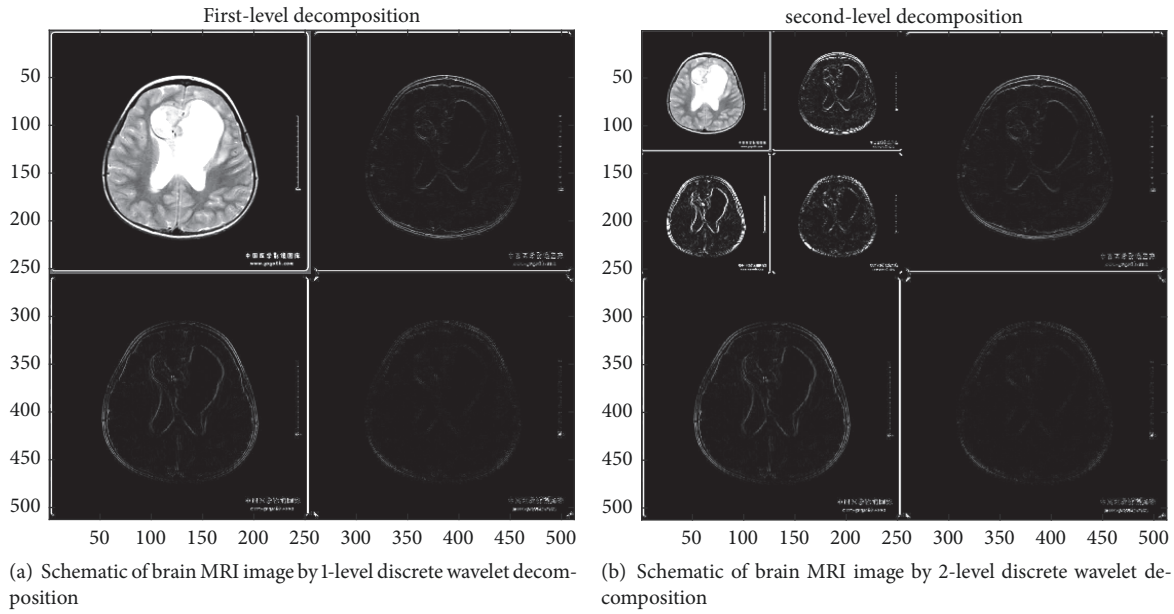 First-level decomposition
50
100
150
200
250
300
350
400
450
500
50 100 150 200 250 300 350 400 450 500
(a) Schematic of brain MRI image by 1-level discrete wavelet decom-
position
second-level decomposition
50
100
150
200
250
300
350
400
450
500
50 100 150 200 250 300 350 400 450 500
(b) Schematic of brain MRI image by 2-level discrete wavelet de-
composition